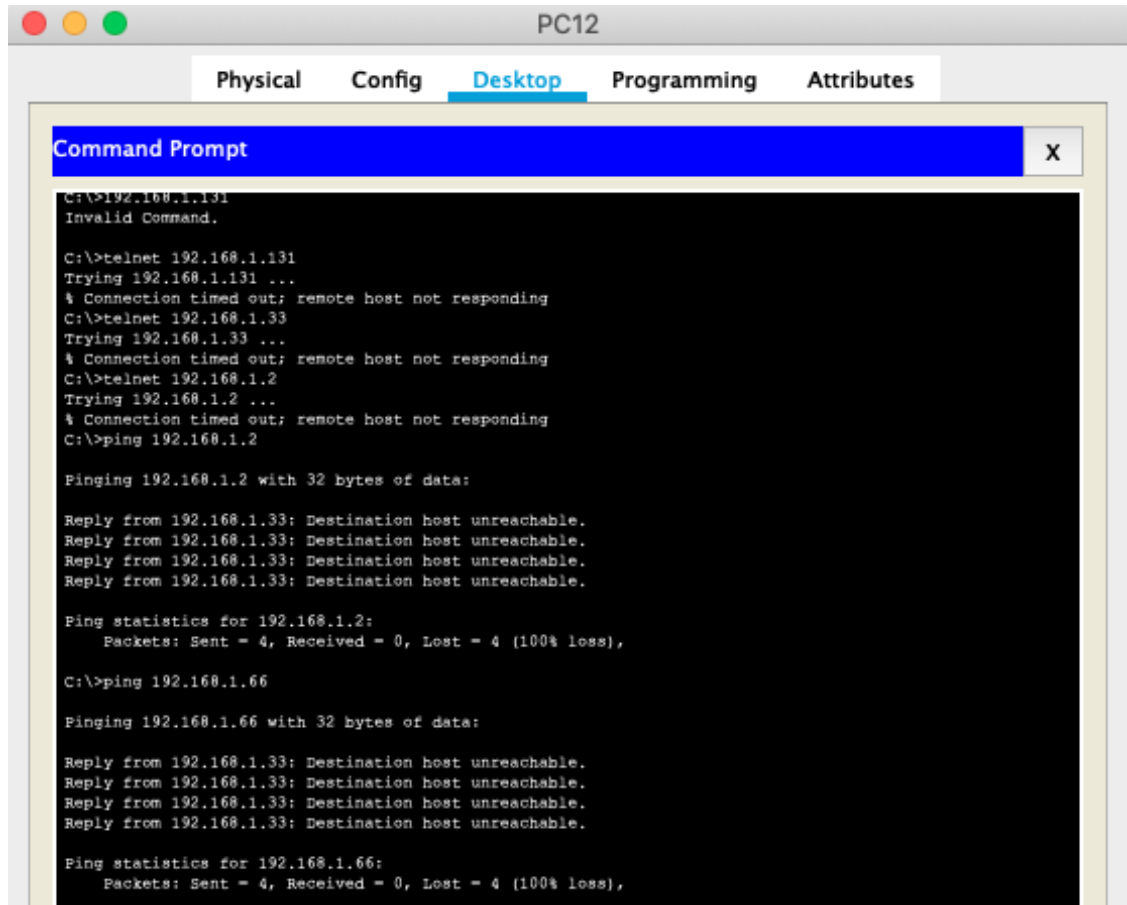 PC12
Physical Config Desktop Programming Attributes
Command Prompt X
C:\>192.168.1.131
Invalid Command.
C:\>telnet 192.168.1.131
Trying 192.168.1.131 ...
% Connection timed out; remote host not responding
C:\>telnet 192.168.1.33
Trying 192.168.1.33 ...
% Connection timed out; remote host not responding
C:\>telnet 192.168.1.2
Trying 192.168.1.2 ...
% Connection timed out; remote host not responding
C:\>ping 192.168.1.2
Pinging 192.168.1.2 with 32 bytes of data:
Reply from 192.168.1.33: Destination host unreachable.
Reply from 192.168.1.33: Destination host unreachable.
Reply from 192.168.1.33: Destination host unreachable.
Reply from 192.168.1.33: Destination host unreachable.
Ping statistics for 192.168.1.2:
Packets: Sent = 4, Received = 0, Lost = 4 (100% loss),
C:\>ping 192.168.1.66
Pinging 192.168.1.66 with 32 bytes of data:
Reply from 192.168.1.33: Destination host unreachable.
Reply from 192.168.1.33: Destination host unreachable.
Reply from 192.168.1.33: Destination host unreachable.
Reply from 192.168.1.33: Destination host unreachable.
Ping statistics for 192.168.1.66:
Packets: Sent = 4, Received = 0, Lost = 4 (100% loss),